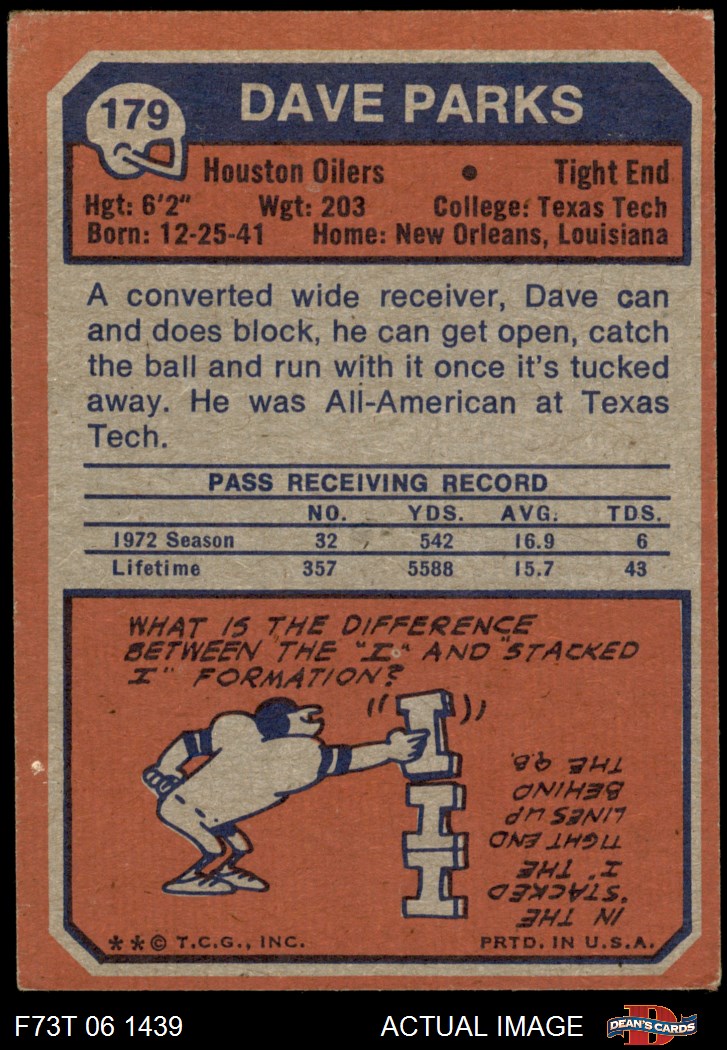 179
DAVE PARKS
Houston Oilers • Tight End
Hgt: 6'2" Wgt: 203 College: Texas Tech
Born: 12-25-41 Home: New Orleans, Louisiana
A converted wide receiver, Dave can
and does block, he can get open, catch
the ball and run with it once it's tucked
away. He was All-American at Texas
Tech.
PASS RECEIVING RECORD
NO. YDS. AVG. TDS.
1972 Season 32 542 16.9 6
Lifetime 357 5588 15.7 43
WHAT IS THE DIFFERENCE
BETWEEN THE "I" AND "STACKED
I" FORMATION?
I
I
I
IN THE
"STACKED
I" THE
TIGHT END
LINES UP
BEHIND
THE Q.B.
**© T.C.G., INC. PRTD. IN U.S.A.
F73T 06 1439 ACTUAL IMAGE
D
DEAN'S CARDS